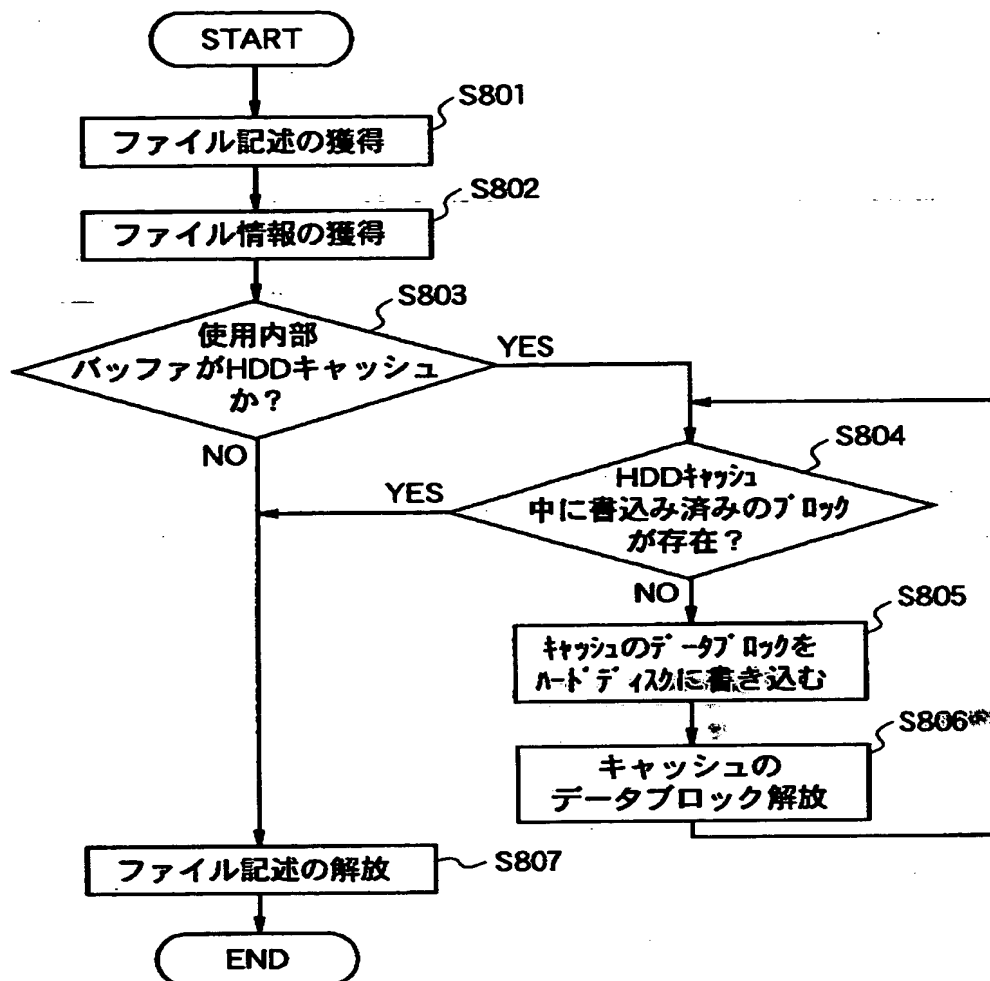 START
S801
ファイル記述の獲得
S802
ファイル情報の獲得
S803
使用内部
バッファがHDDキャッシュ
か?
YES
NO
S804
HDDｷｬｯｼｭ
中に書込み済みのﾌﾞﾛｯｸ
が存在?
YES
NO
S805
ｷｬｯｼｭのﾃﾞｰﾀﾌﾞﾛｯｸを
ﾊｰﾄﾞﾃﾞｨｽｸに書き込む
S806
キャッシュの
データブロック解放
S807
ファイル記述の解放
END